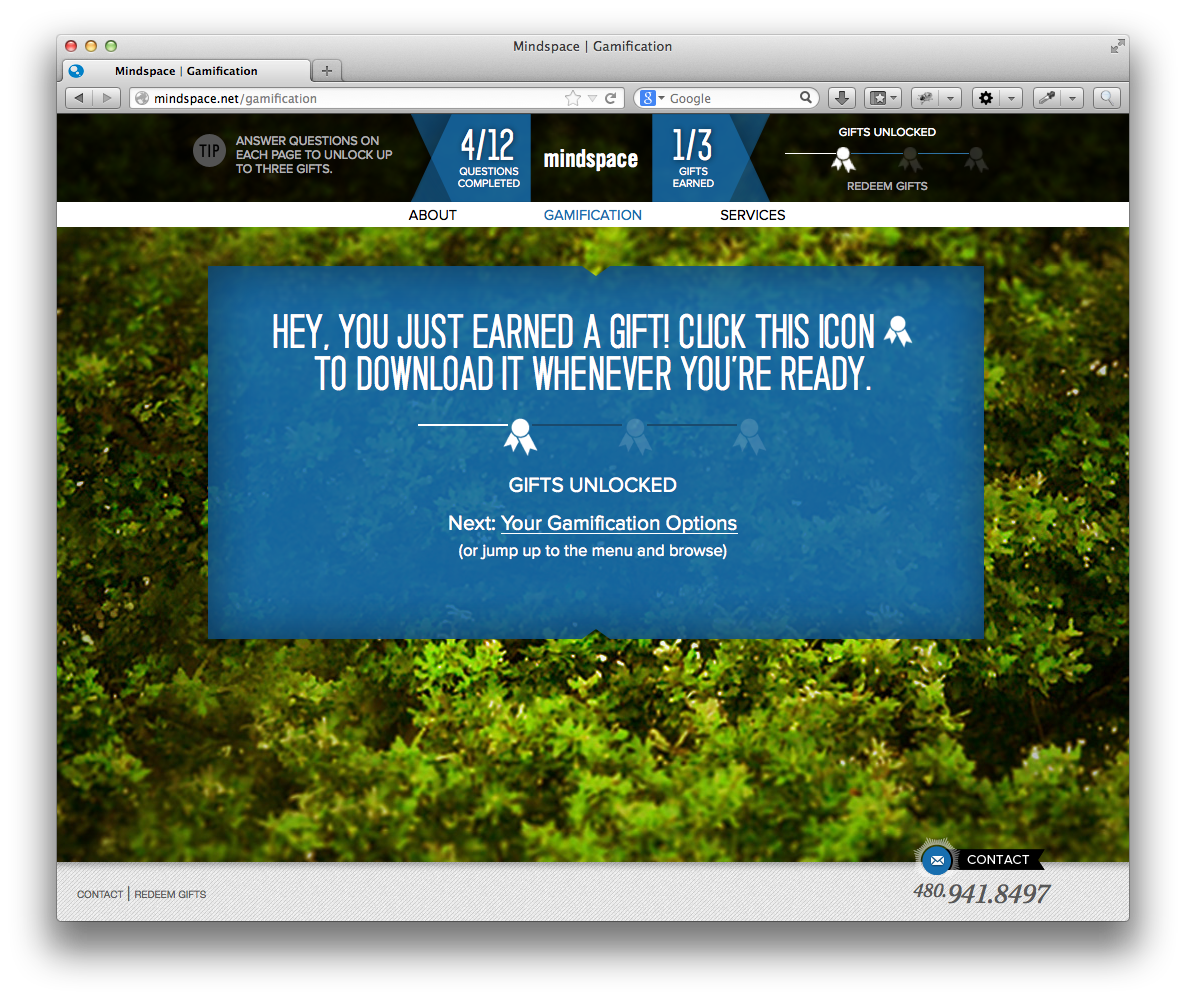 Mindspace | Gamification
Mindspace | Gamification
mindspace.net/gamification
Google
TIP
ANSWER QUESTIONS ON
EACH PAGE TO UNLOCK UP
TO THREE GIFTS.
4/12
QUESTIONS
COMPLETED
mindspace
1/3
GIFTS
EARNED
GIFTS UNLOCKED
REDEEM GIFTS
ABOUT
GAMIFICATION
SERVICES
HEY, YOU JUST EARNED A GIFT! CLICK THIS ICON
TO DOWNLOAD IT WHENEVER YOU'RE READY.
GIFTS UNLOCKED
Next: Your Gamification Options
(or jump up to the menu and browse)
CONTACT
480.941.8497
CONTACT | REDEEM GIFTS